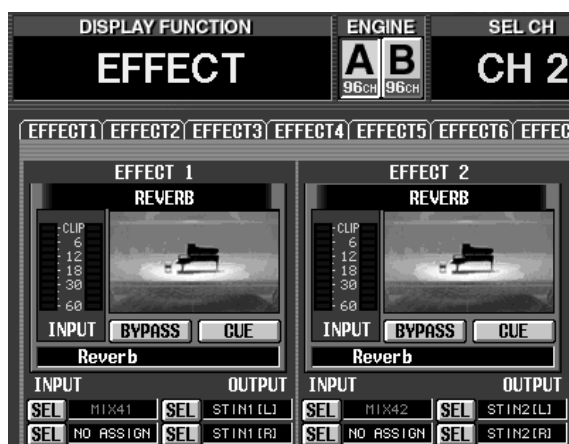 DISPLAY FUNCTION ENGINE SEL CH
EFFECT A B CH 2
96CH 96CH
EFFECT1 EFFECT2 EFFECT3 EFFECT4 EFFECT5 EFFECT6 EFFEC
EFFECT 1 EFFECT 2
REVERB REVERB
CLIP CLIP
6 6
12 12
18 18
30 30
60 60
INPUT BYPASS CUE INPUT BYPASS CUE
Reverb Reverb
INPUT OUTPUT INPUT OUTPUT
SEL MIX41 SEL STIN1[L] SEL MIX42 SEL STIN2[L]
SEL NO ASSIGN SEL STIN1[R] SEL NO ASSIGN SEL STIN2[R]